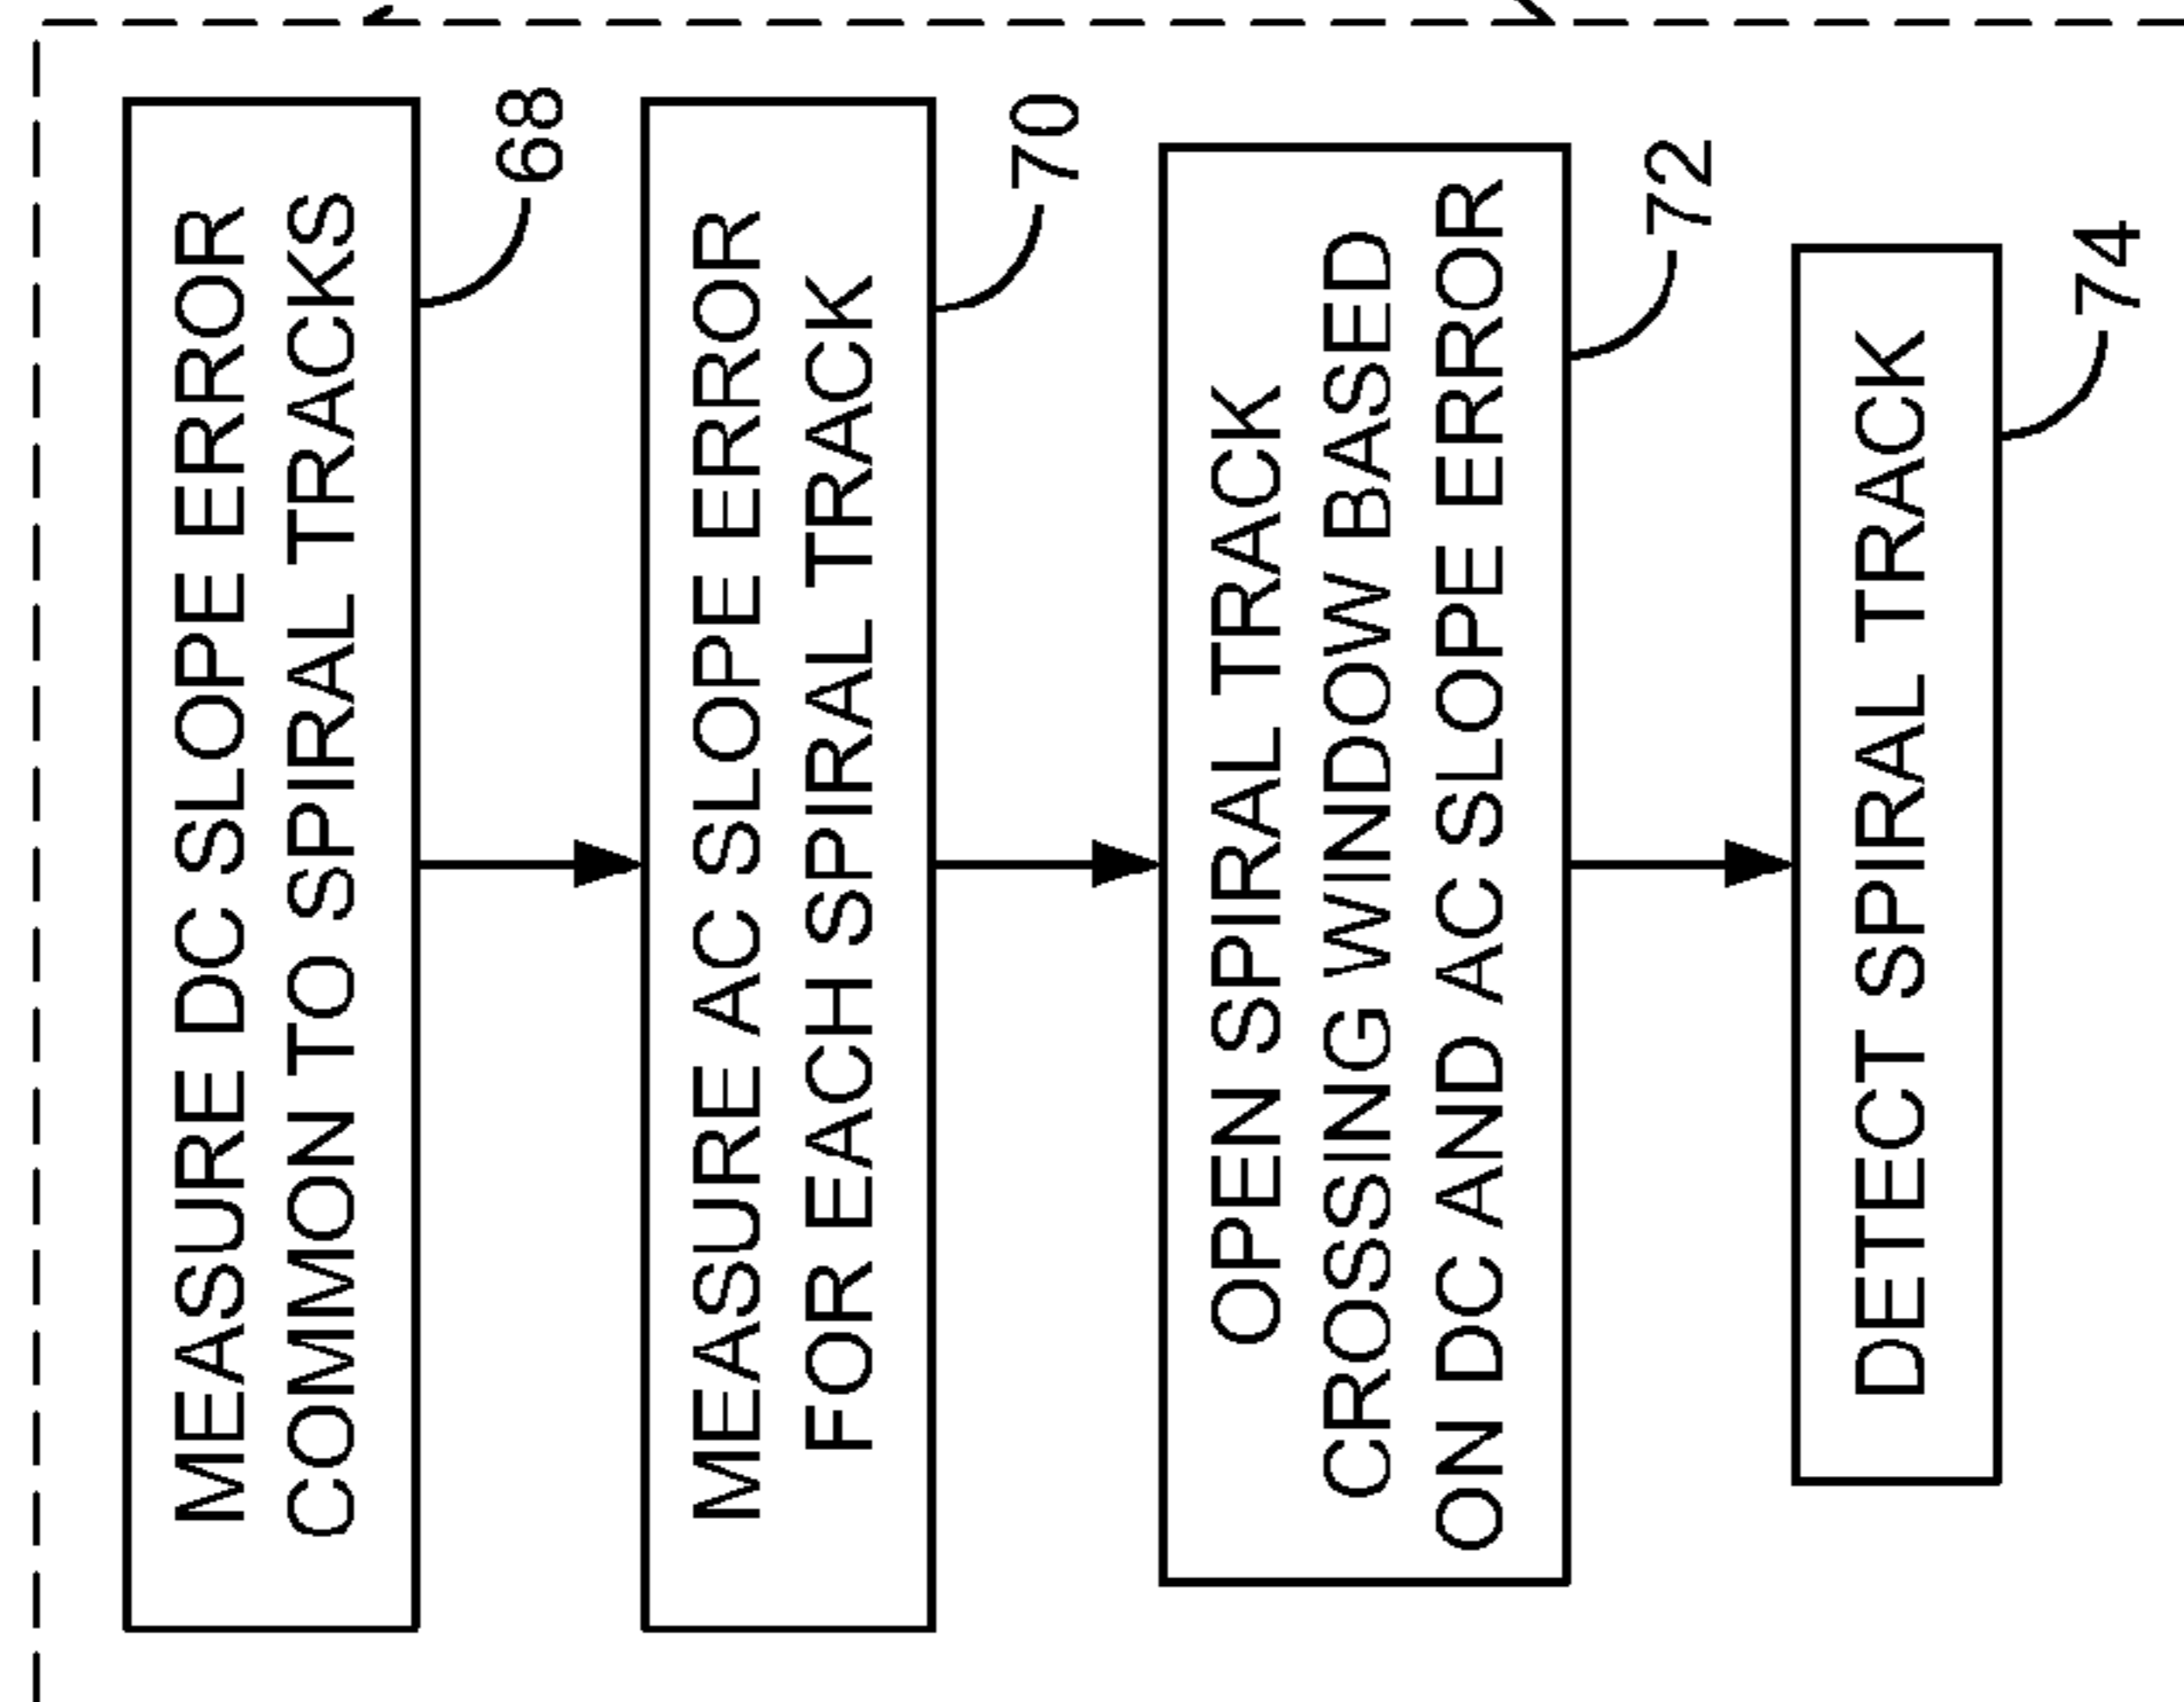 MEASURE DC SLOPE ERROR
COMMON TO SPIRAL TRACKS
68
MEASURE AC SLOPE ERROR
FOR EACH SPIRAL TRACK
70
OPEN SPIRAL TRACK
CROSSING WINDOW BASED
ON DC AND AC SLOPE ERROR
72
DETECT SPIRAL TRACK
74